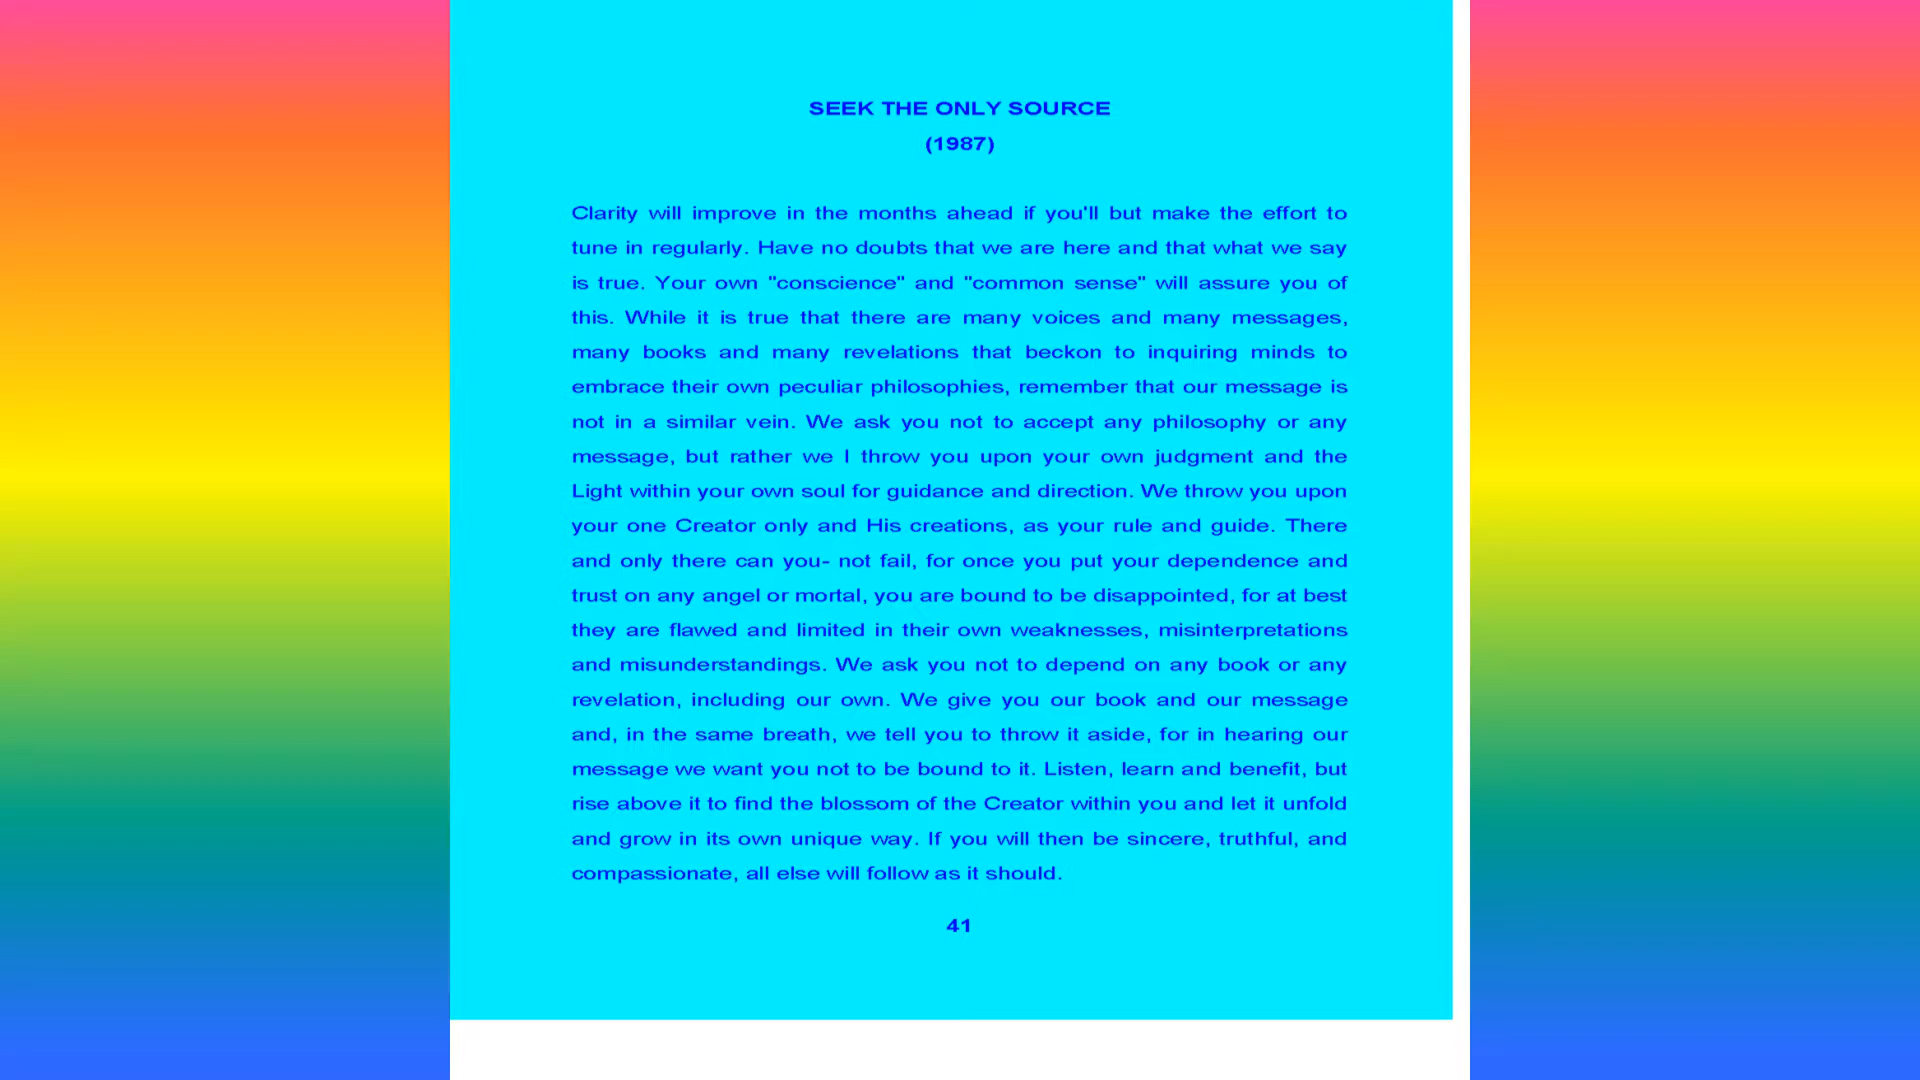 SEEK THE ONLY SOURCE
(1987)
Clarity will improve in the months ahead if you'll but make the effort to
tune in regularly. Have no doubts that we are here and that what we say
is true. Your own "conscience" and "common sense" will assure you of
this. While it is true that there are many voices and many messages,
many books and many revelations that beckon to inquiring minds to
embrace their own peculiar philosophies, remember that our message is
not in a similar vein. We ask you not to accept any philosophy or any
message, but rather we I throw you upon your own judgment and the
Light within your own soul for guidance and direction. We throw you upon
your one Creator only and His creations, as your rule and guide. There
and only there can you- not fail, for once you put your dependence and
trust on any angel or mortal, you are bound to be disappointed, for at best
they are flawed and limited in their own weaknesses, misinterpretations
and misunderstandings. We ask you not to depend on any book or any
revelation, including our own. We give you our book and our message
and, in the same breath, we tell you to throw it aside, for in hearing our
message we want you not to be bound to it. Listen, learn and benefit, but
rise above it to find the blossom of the Creator within you and let it unfold
and grow in its own unique way. If you will then be sincere, truthful, and
compassionate, all else will follow as it should.
41